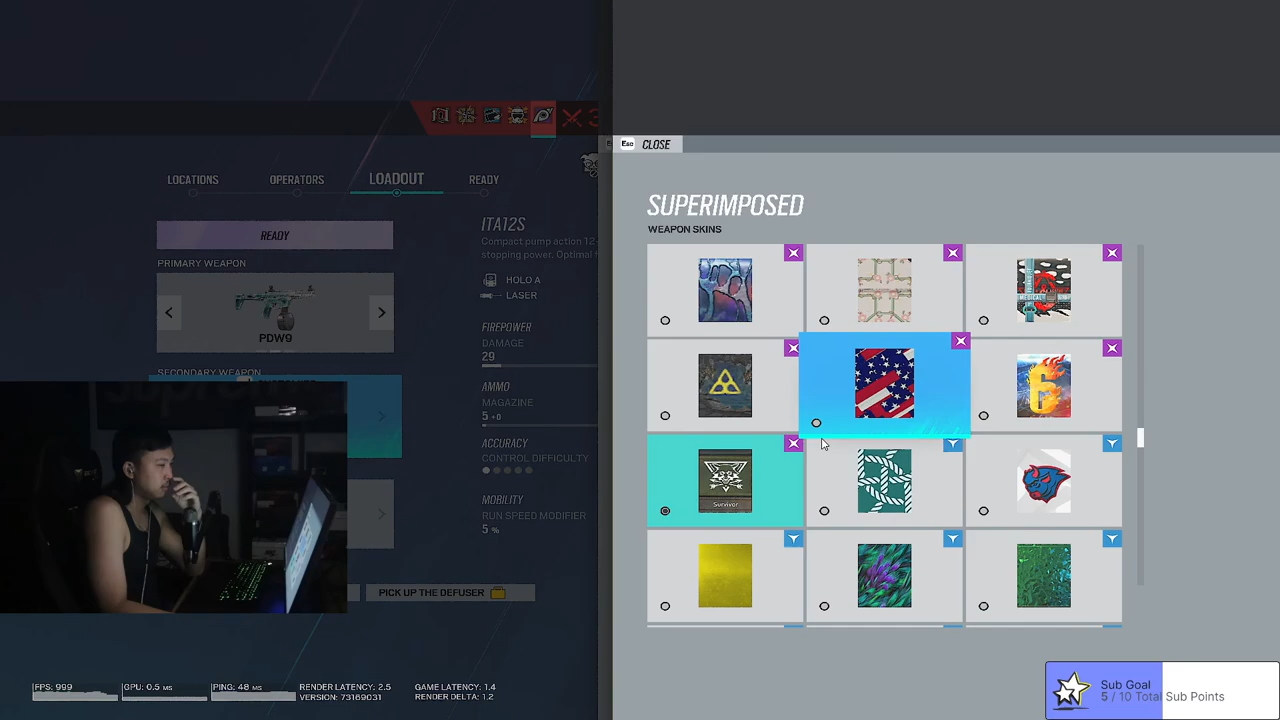 Esc CLOSE
LOCATIONS
OPERATORS
LOADOUT
READY
READY
PRIMARY WEAPON
PDW9
SECONDARY WEAPON
PICK UP THE DEFUSER
ITA12S
Compact pump action 12-
stopping power. Optimal
HOLO A
LASER
FIREPOWER
DAMAGE
29
AMMO
MAGAZINE
5 +0
ACCURACY
CONTROL DIFFICULTY
MOBILITY
RUN SPEED MODIFIER
5 %
SUPERIMPOSED
WEAPON SKINS
MEDICAL
6
Survivor
FPS: 999
GPU: 0.5 MS
PING: 48 MS
RENDER LATENCY: 2.5
VERSION: 73169031
GAME LATENCY: 1.4
RENDER DELTA: 1.2
Sub Goal
5 / 10 Total Sub Points